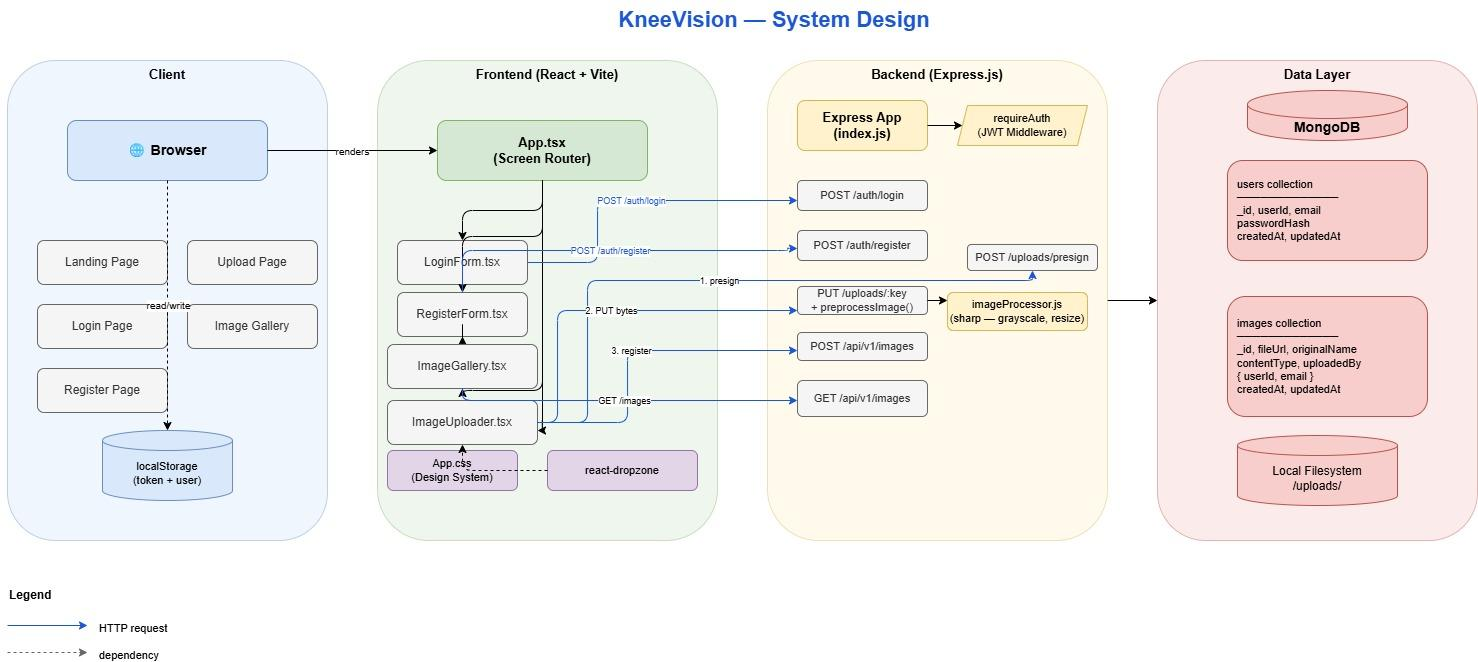 KneeVision — System Design
Client
🌐 Browser
Landing Page
Upload Page
read/write
Login Page
Image Gallery
Register Page
localStorage
(token + user)
renders
Frontend (React + Vite)
App.tsx
(Screen Router)
LoginForm.tsx
RegisterForm.tsx
ImageGallery.tsx
ImageUploader.tsx
App.css
(Design System)
react-dropzone
POST /auth/login
POST /auth/register
1. presign
2. PUT bytes
3. register
GET /images
Backend (Express.js)
Express App
(index.js)
requireAuth
(JWT Middleware)
POST /auth/login
POST /auth/register
POST /uploads/presign
PUT /uploads/:key
+ preprocessImage()
imageProcessor.js
(sharp — grayscale, resize)
POST /api/v1/images
GET /api/v1/images
Data Layer
MongoDB
users collection
_id, userId, email
passwordHash
createdAt, updatedAt
images collection
_id, fileUrl, originalName
contentType, uploadedBy
{ userId, email }
createdAt, updatedAt
Local Filesystem
/uploads/
Legend
HTTP request
dependency